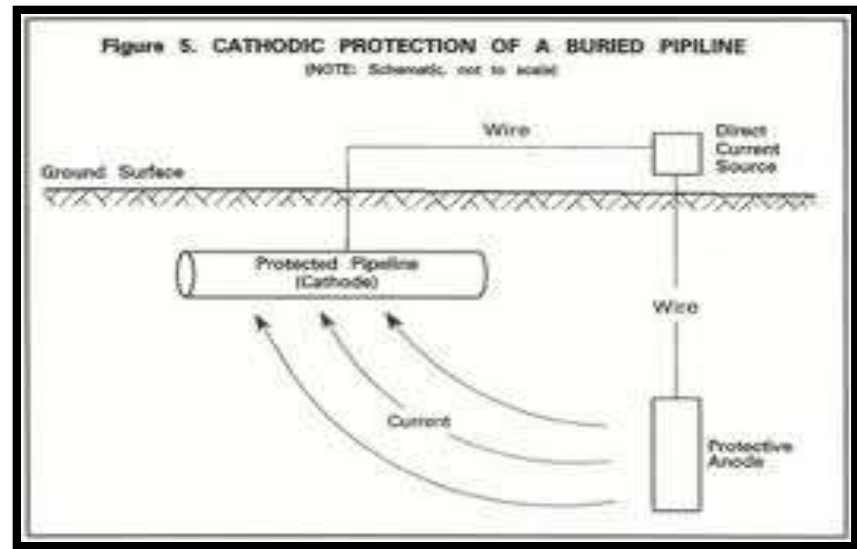 Figure 5. CATHODIC PROTECTION OF A BURIED PIPILINE
(NOTE: Schematic, not to scale)
Wire
Direct
Current
Source
Ground Surface
Protected Pipeline
(Cathode)
Wire
Current
Protective
Anode